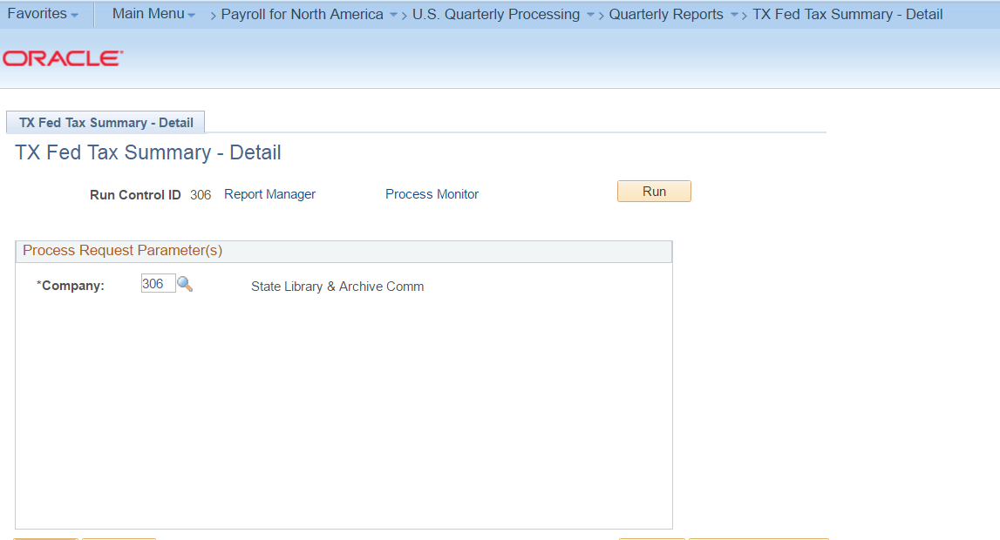 Favorites Main Menu > Payroll for North America > U.S. Quarterly Processing > Quarterly Reports > TX Fed Tax Summary - Detail
ORACLE
TX Fed Tax Summary - Detail
TX Fed Tax Summary - Detail
Run Control ID 306 Report Manager Process Monitor Run
Process Request Parameter(s)
*Company: 306 State Library & Archive Comm